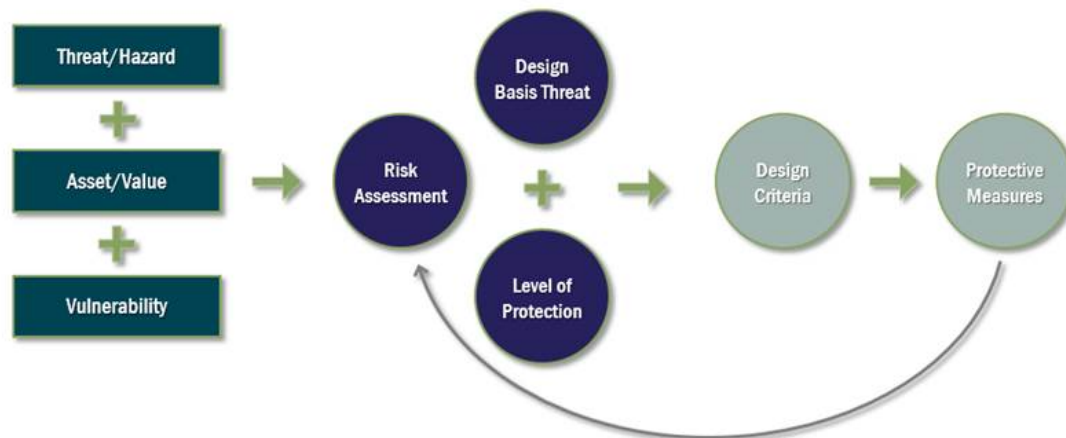 Threat/Hazard
+
Asset/Value
+
Vulnerability
Risk
Assessment
Design
Basis Threat
+
Level of
Protection
Design
Criteria
Protective
Measures